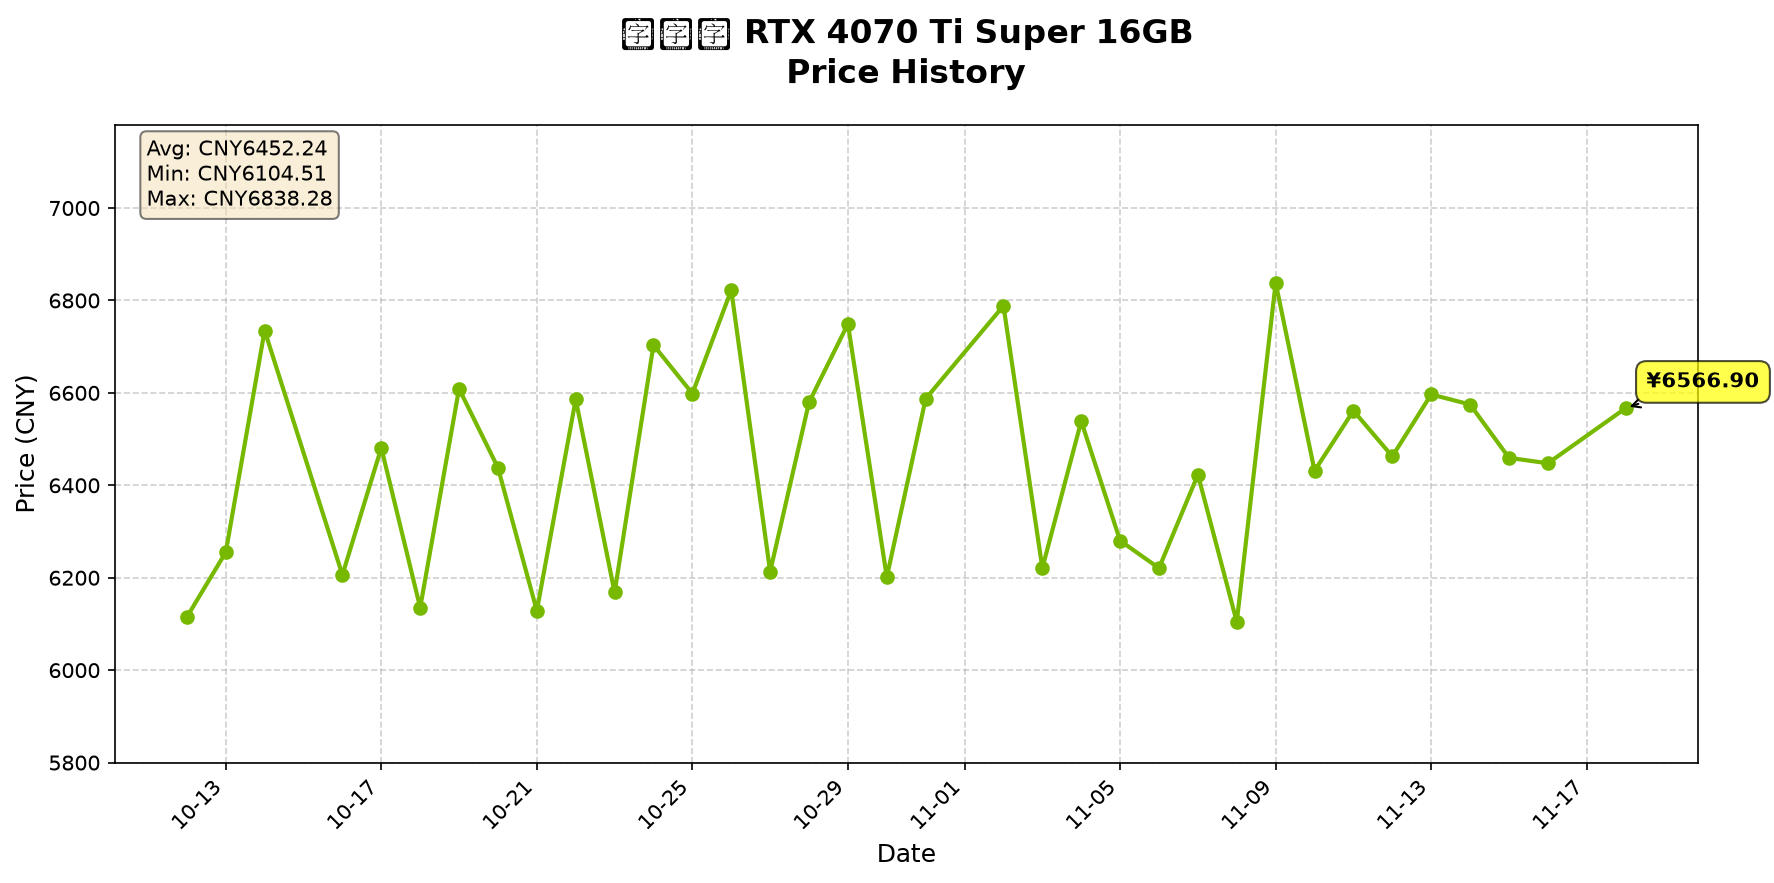 RTX 4070 Ti Super 16GB
Price History
Avg: CNY6452.24
Min: CNY6104.51
Max: CNY6838.28
7000
6800
6600
6400
6200
6000
5800
Price (CNY)
¥6566.90
10-13
10-17
10-21
10-25
10-29
11-01
11-05
11-09
11-13
11-17
Date